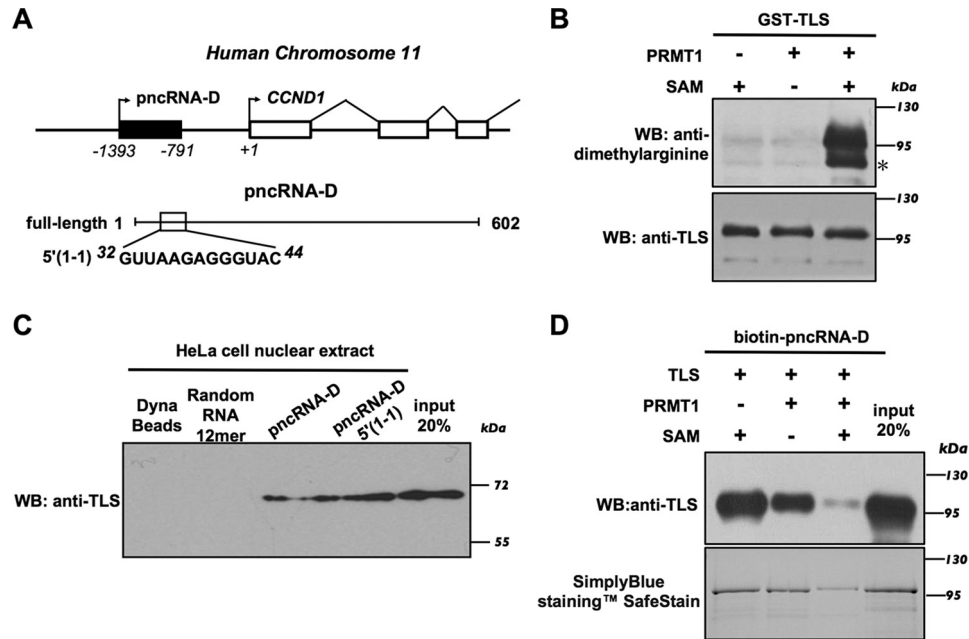 A
Human Chromosome 11
pncRNA-D
CCND1
-1393
-791
+1
pncRNA-D
full-length 1
602
5'(1-1) 32 GUUAAGAGGGUAC 44
B
GST-TLS
PRMT1 - + +
SAM + - +
kDa
WB: anti-
dimethylarginine
130
95
*
WB: anti-TLS
130
95
C
HeLa cell nuclear extract
Dyna
Beads
Random
RNA
12mer
pncRNA-D
pncRNA-D
5'(1-1)
input
20%
kDa
WB: anti-TLS
72
55
D
biotin-pncRNA-D
TLS + + +
PRMT1 - + +
SAM + - +
input
20%
kDa
WB:anti-TLS
130
95
SimplyBlue
staining™ SafeStain
130
95